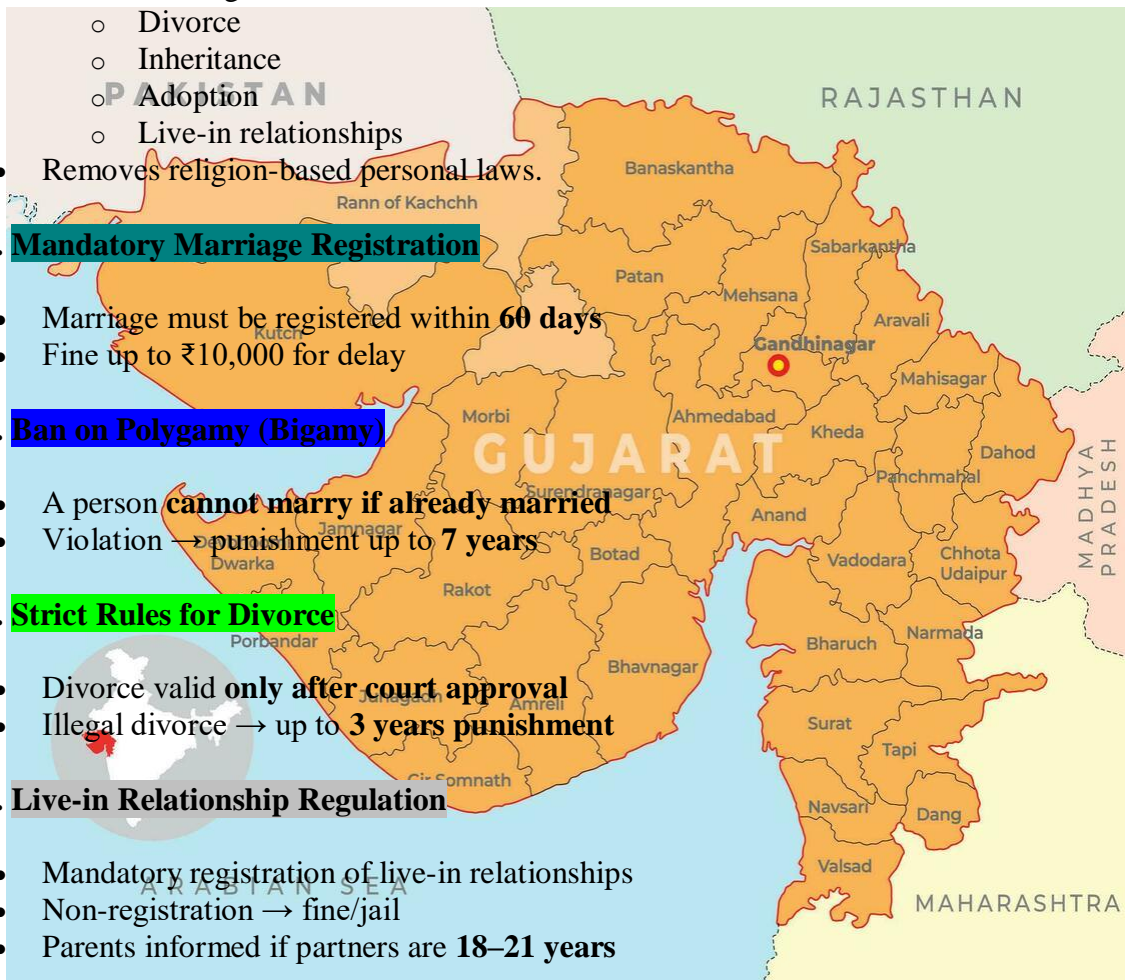 o Divorce
o Inheritance
o Adoption
o Live-in relationships
• Removes religion-based personal laws.
. Mandatory Marriage Registration
• Marriage must be registered within 60 days
• Fine up to ₹10,000 for delay
. Ban on Polygamy (Bigamy)
• A person cannot marry if already married
• Violation → punishment up to 7 years
. Strict Rules for Divorce
• Divorce valid only after court approval
• Illegal divorce → up to 3 years punishment
. Live-in Relationship Regulation
• Mandatory registration of live-in relationships
• Non-registration → fine/jail
• Parents informed if partners are 18–21 years
PAKISTAN
RAJASTHAN
Banaskantha
Rann of Kachchh
Sabarkantha
Patan
Mehsana
Aravali
Kutch
Gandhinagar
Mahisagar
Morbi
Ahmedabad
Kheda
GUJARAT
Dahod
Panchmahal
MADHYA
PRADESH
Surendranagar
Anand
Jamnagar
Dwarka
Botad
Vadodara
Chhota
Udaipur
Rakot
Porbandar
Bharuch
Narmada
Bhavnagar
Junagadh
Amreli
Surat
Tapi
Gir Somnath
Navsari
Dang
Valsad
ARABIAN SEA
MAHARASHTRA